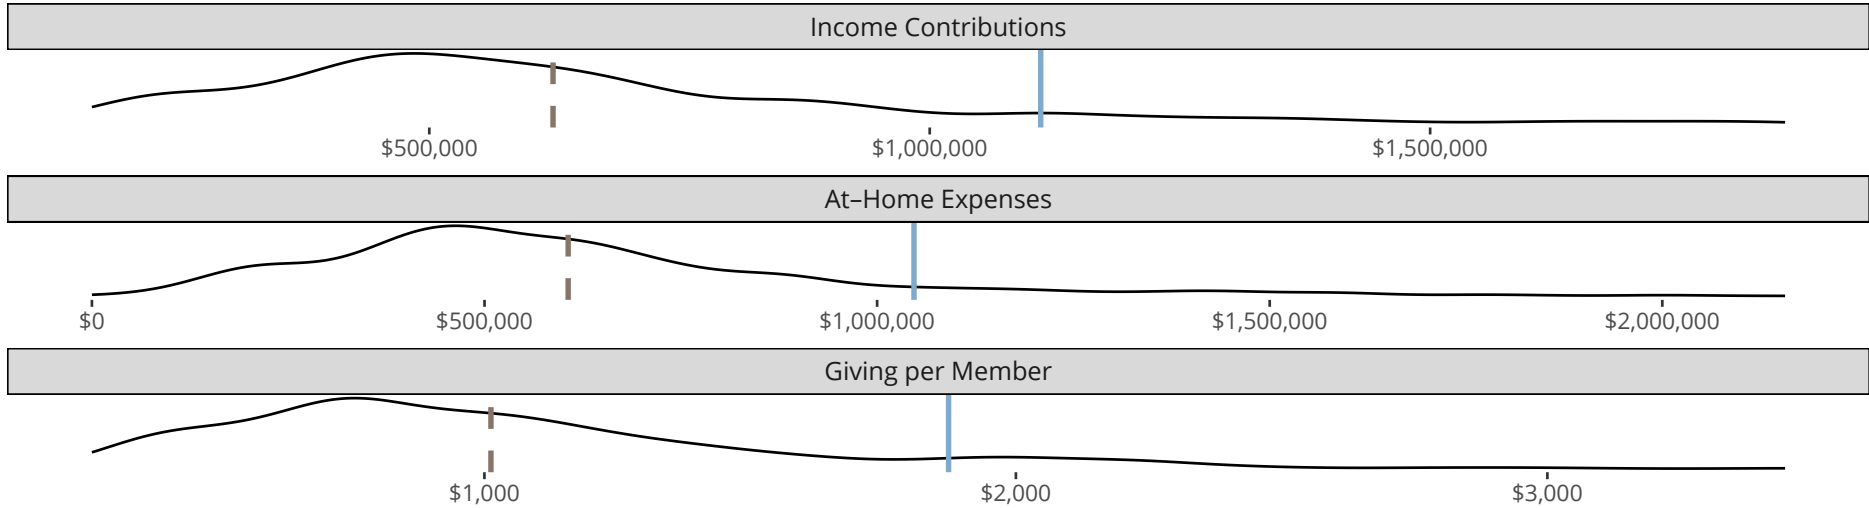 Income Contributions
$500,000 $1,000,000 $1,500,000
At–Home Expenses
$0 $500,000 $1,000,000 $1,500,000 $2,000,000
Giving per Member
$1,000 $2,000 $3,000